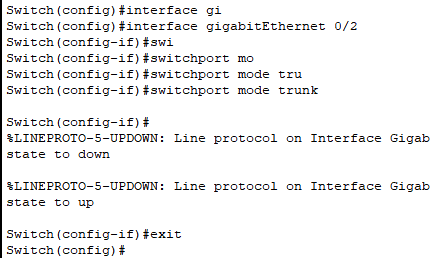 Switch(config)#interface gi
Switch(config)#interface gigabitEthernet 0/2
Switch(config-if)#swi
Switch(config-if)#switchport mo
Switch(config-if)#switchport mode tru
Switch(config-if)#switchport mode trunk
Switch(config-if)#
%LINEPROTO-5-UPDOWN: Line protocol on Interface Gigab
state to down
%LINEPROTO-5-UPDOWN: Line protocol on Interface Gigab
state to up
Switch(config-if)#exit
Switch(config)#